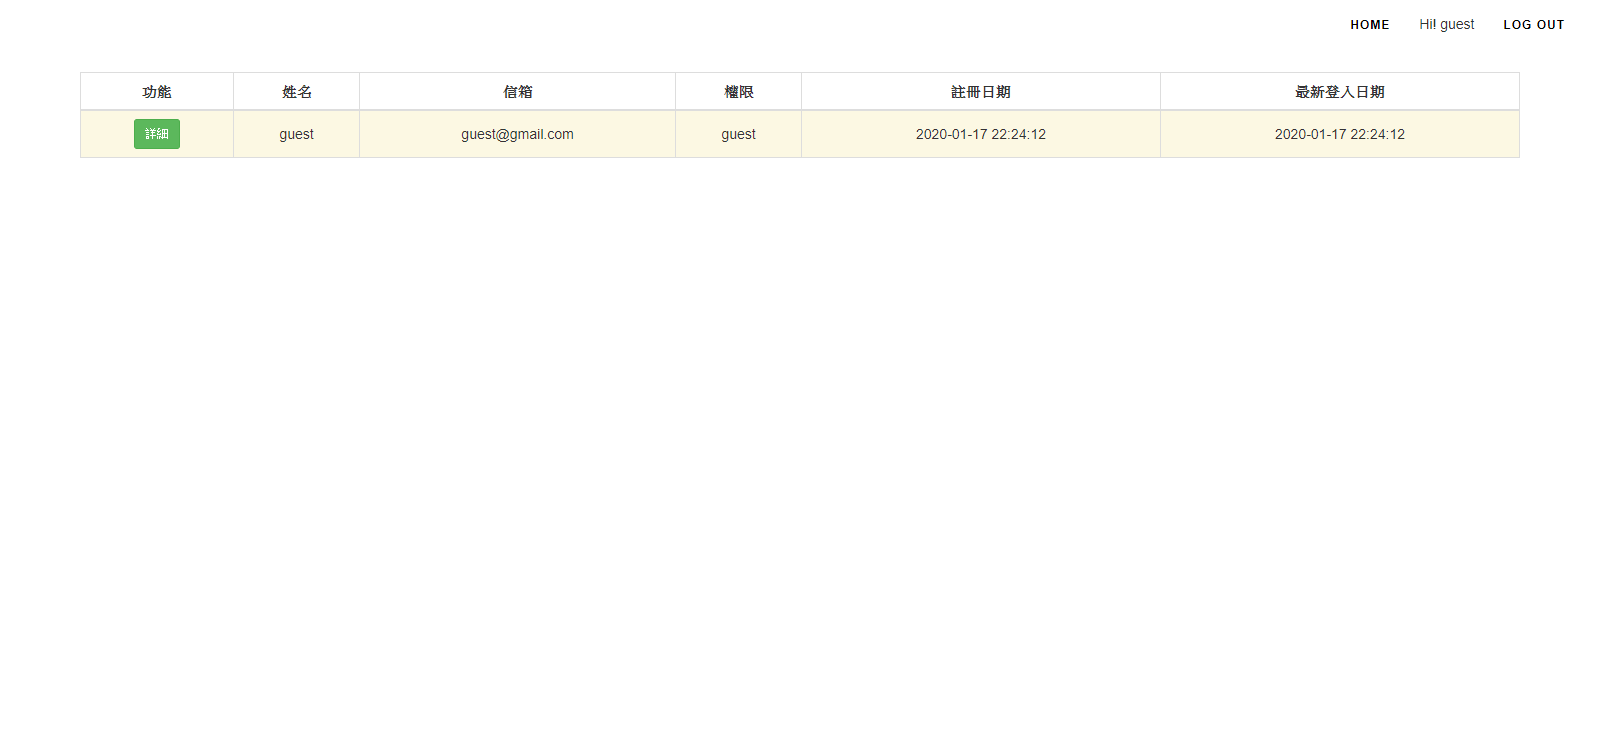 HOME Hi! guest LOG OUT
功能 姓名 信箱 權限 註冊日期 最新登入日期
詳細 guest guest@gmail.com guest 2020-01-17 22:24:12 2020-01-17 22:24:12